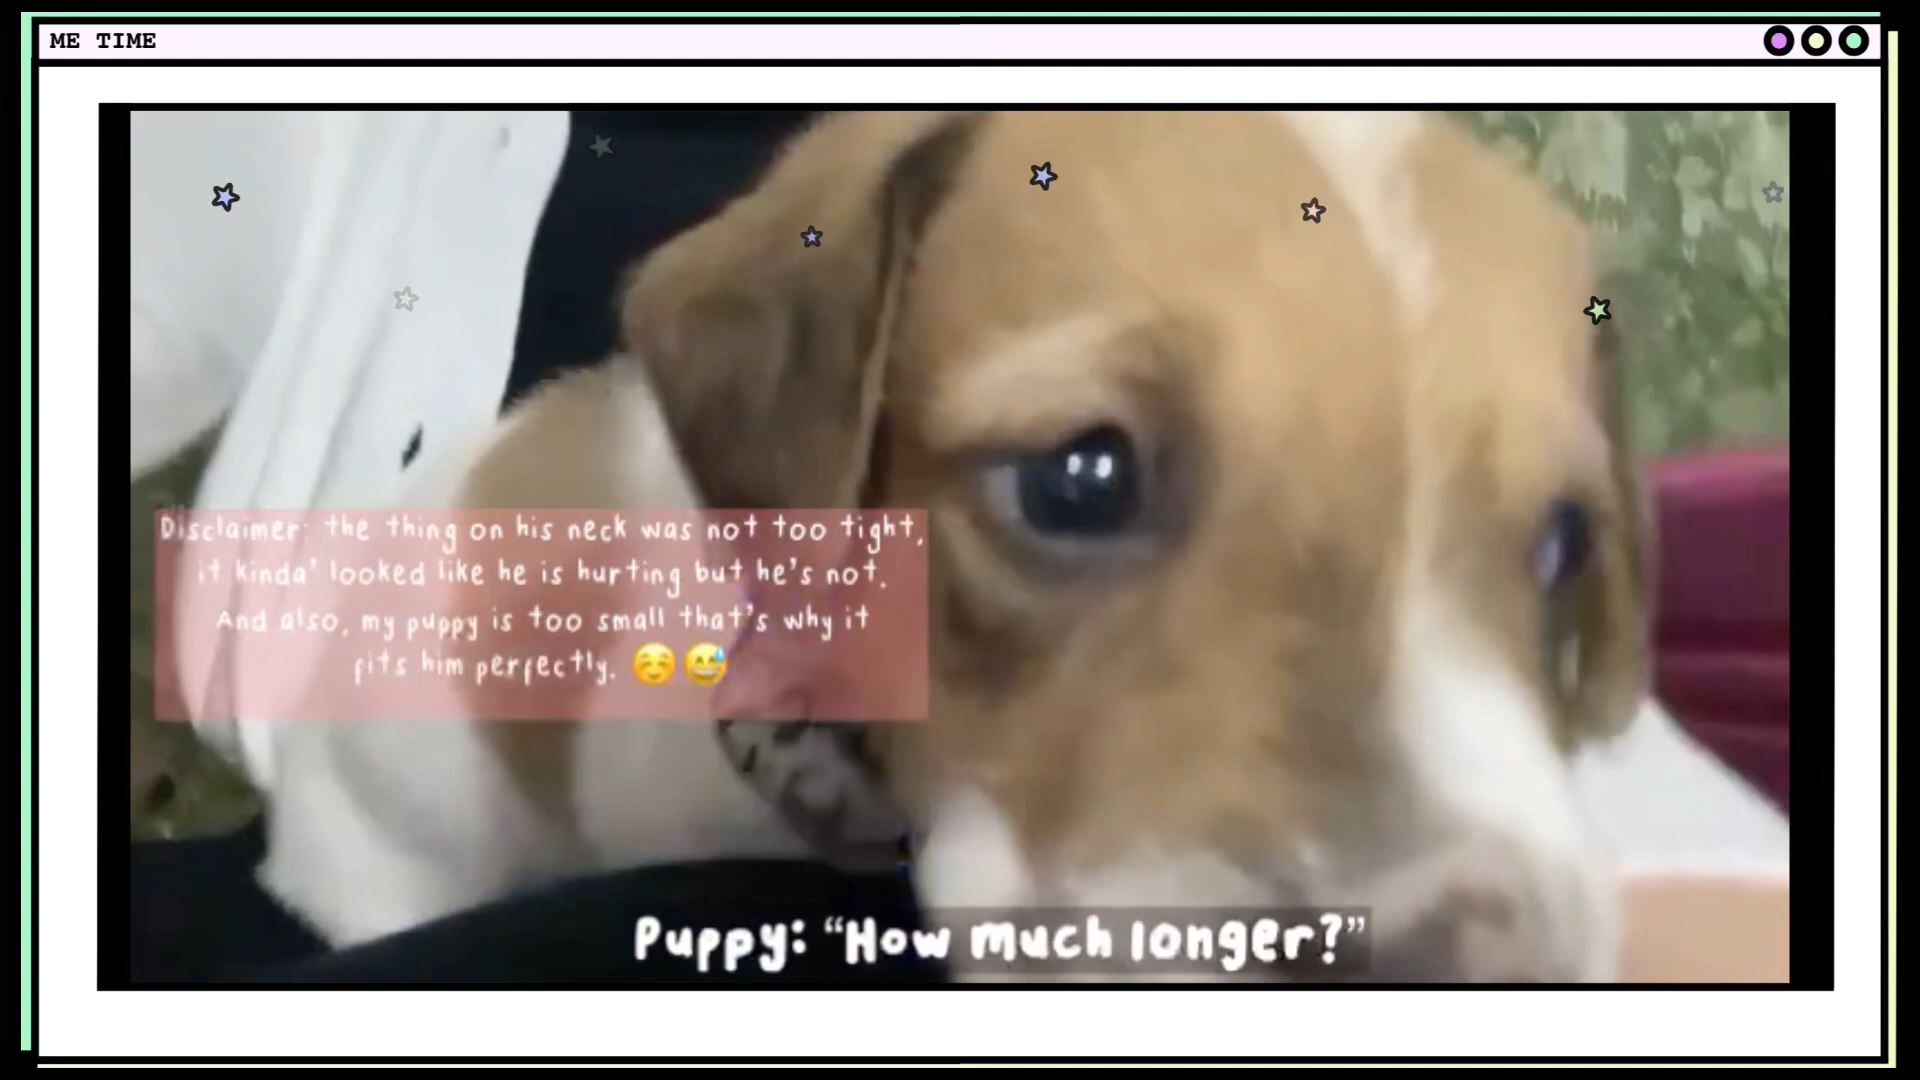 ME TIME
Disclaimer: the thing on his neck was not too tight,
it kinda' looked like he is hurting but he's not.
And also, my puppy is too small that's why it
fits him perfectly. ☺️😅
Puppy: “How much longer?”